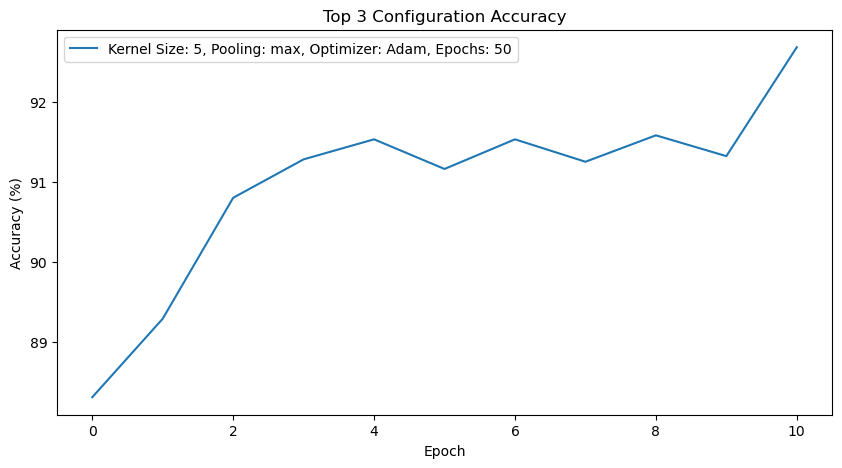 Top 3 Configuration Accuracy
Kernel Size: 5, Pooling: max, Optimizer: Adam, Epochs: 50
Accuracy (%)
92
91
90
89
0 2 4 6 8 10
Epoch